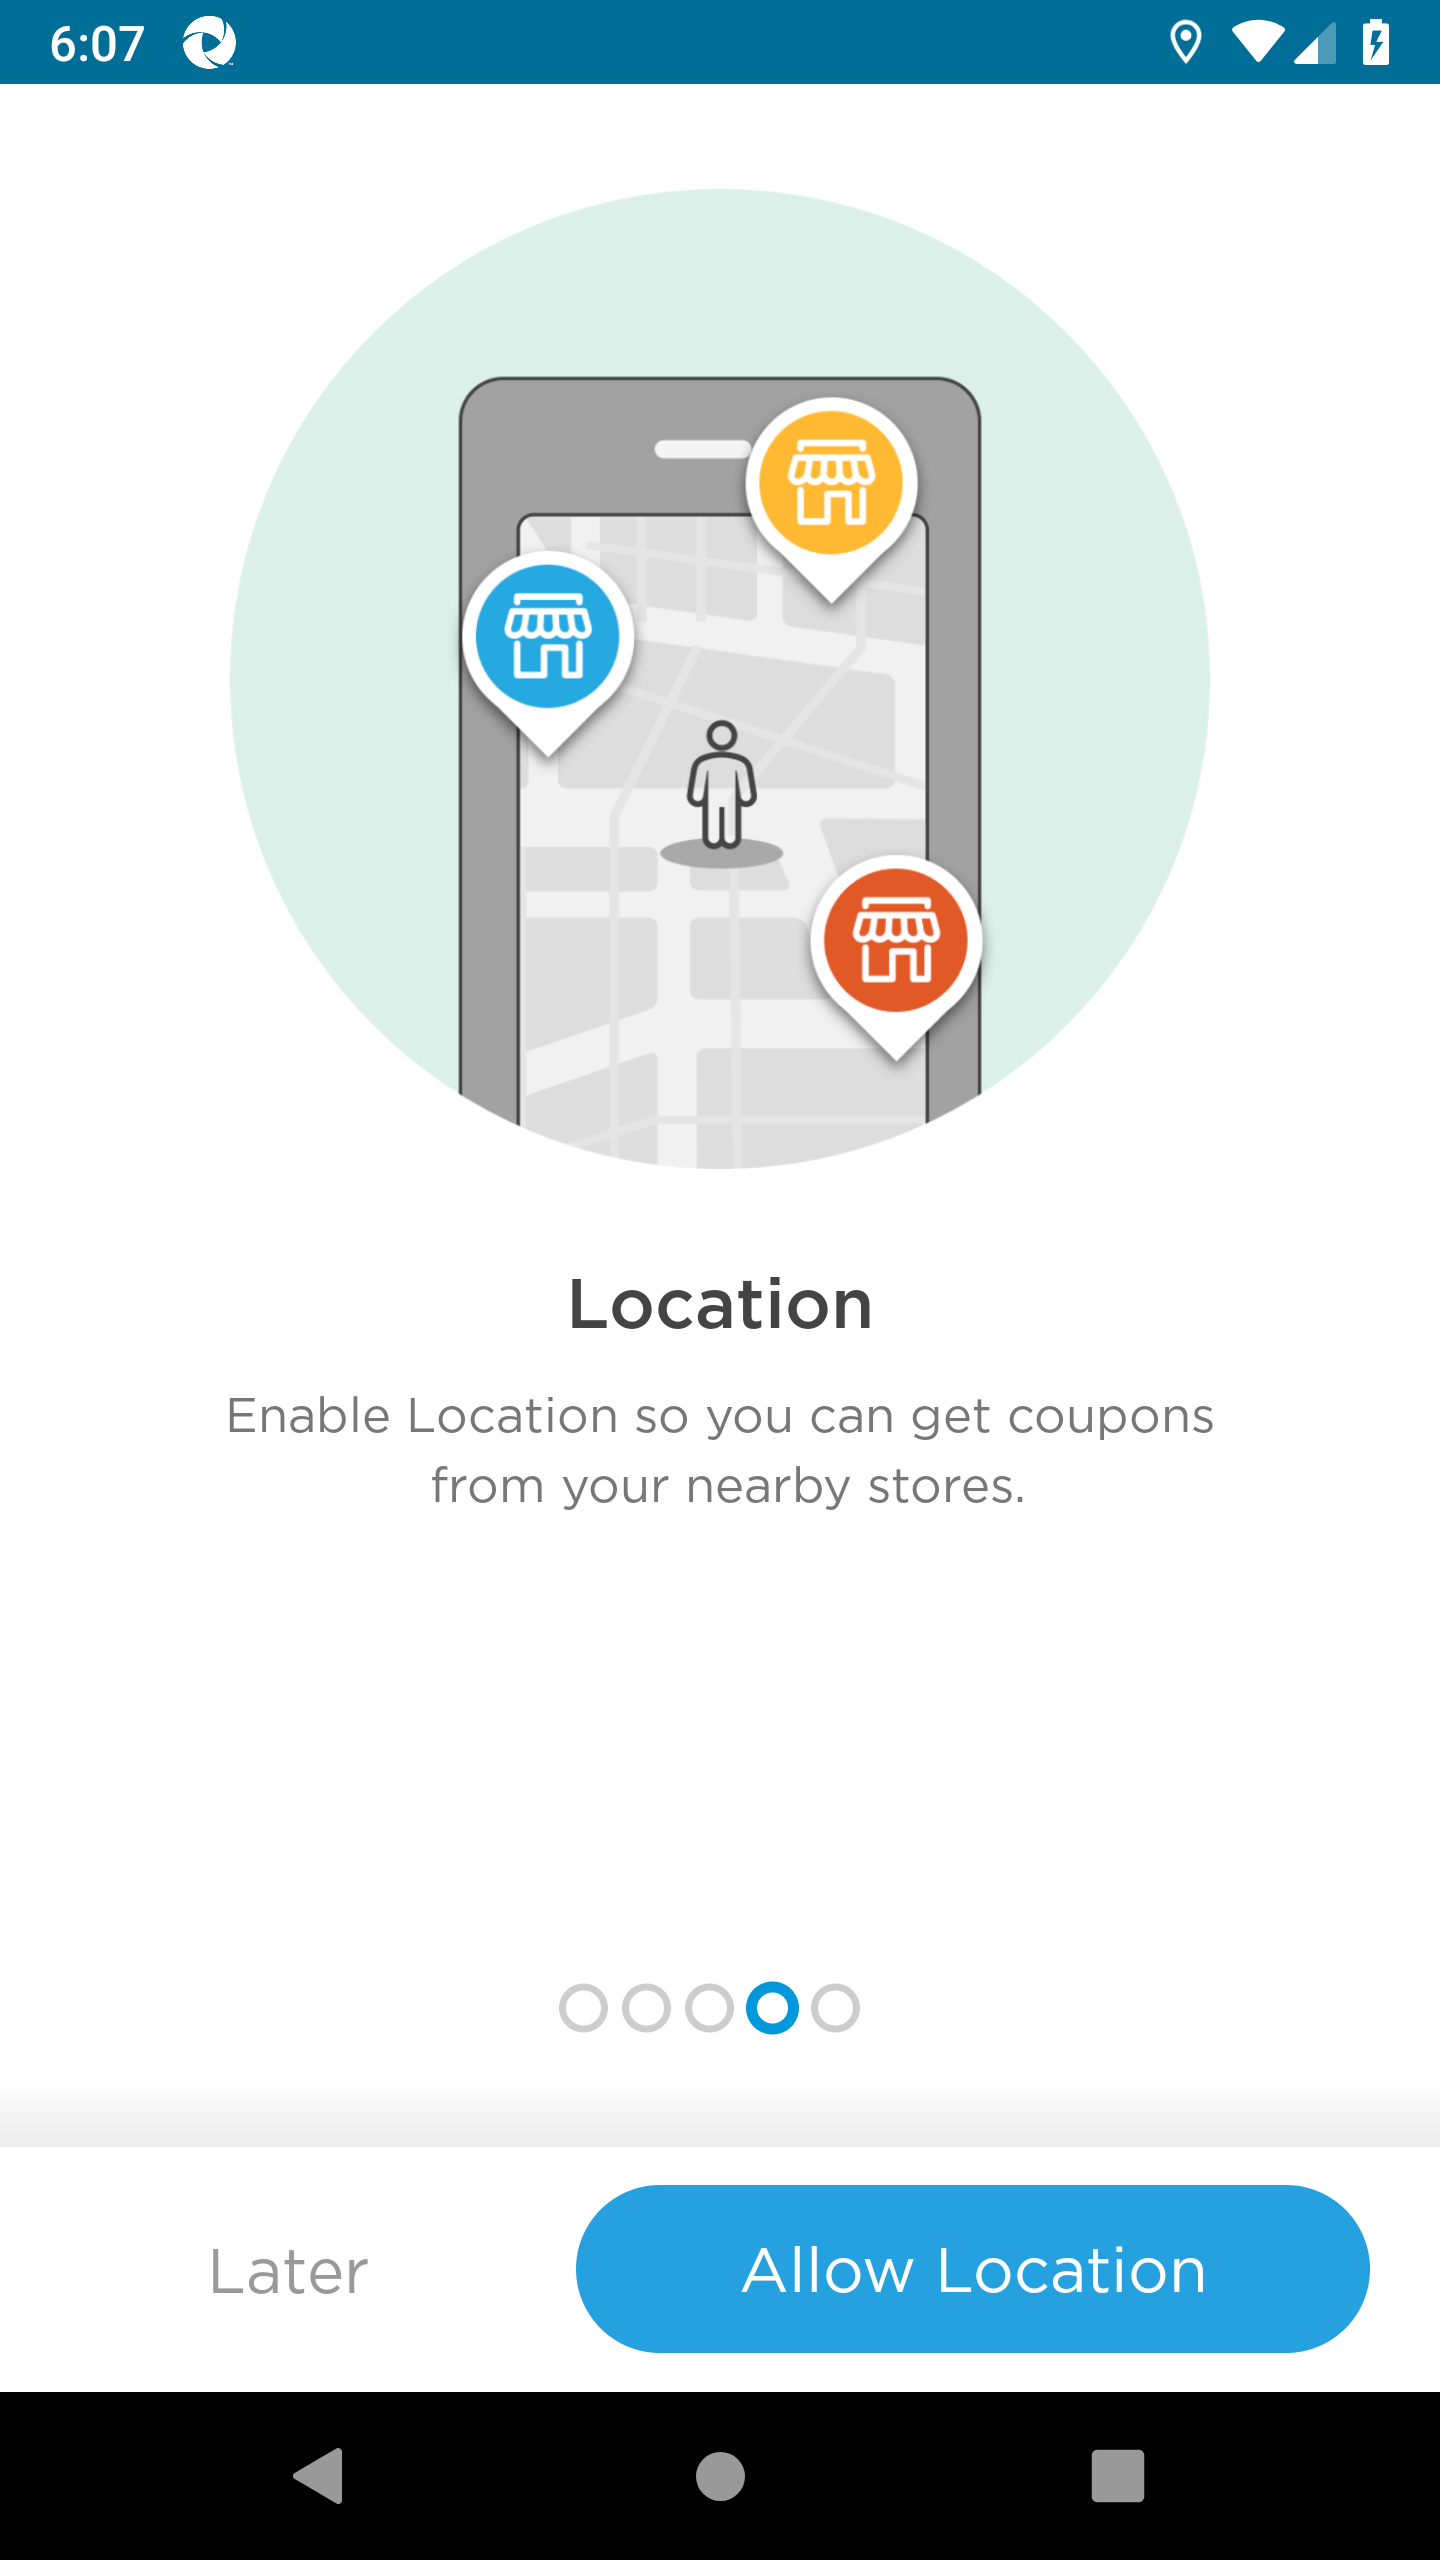 6:07
Location
Enable Location so you can get coupons
from your nearby stores.
Later
Allow Location